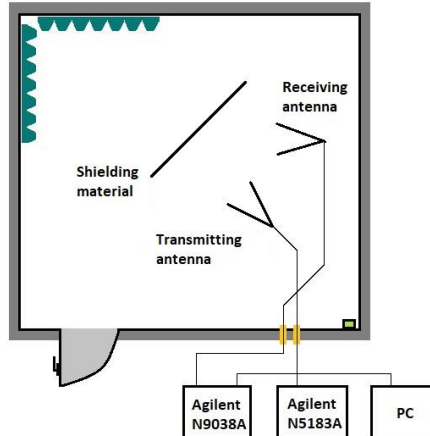 Receiving
antenna
Shielding
material
Transmitting
antenna
Agilent
N9038A
Agilent
N5183A
PC